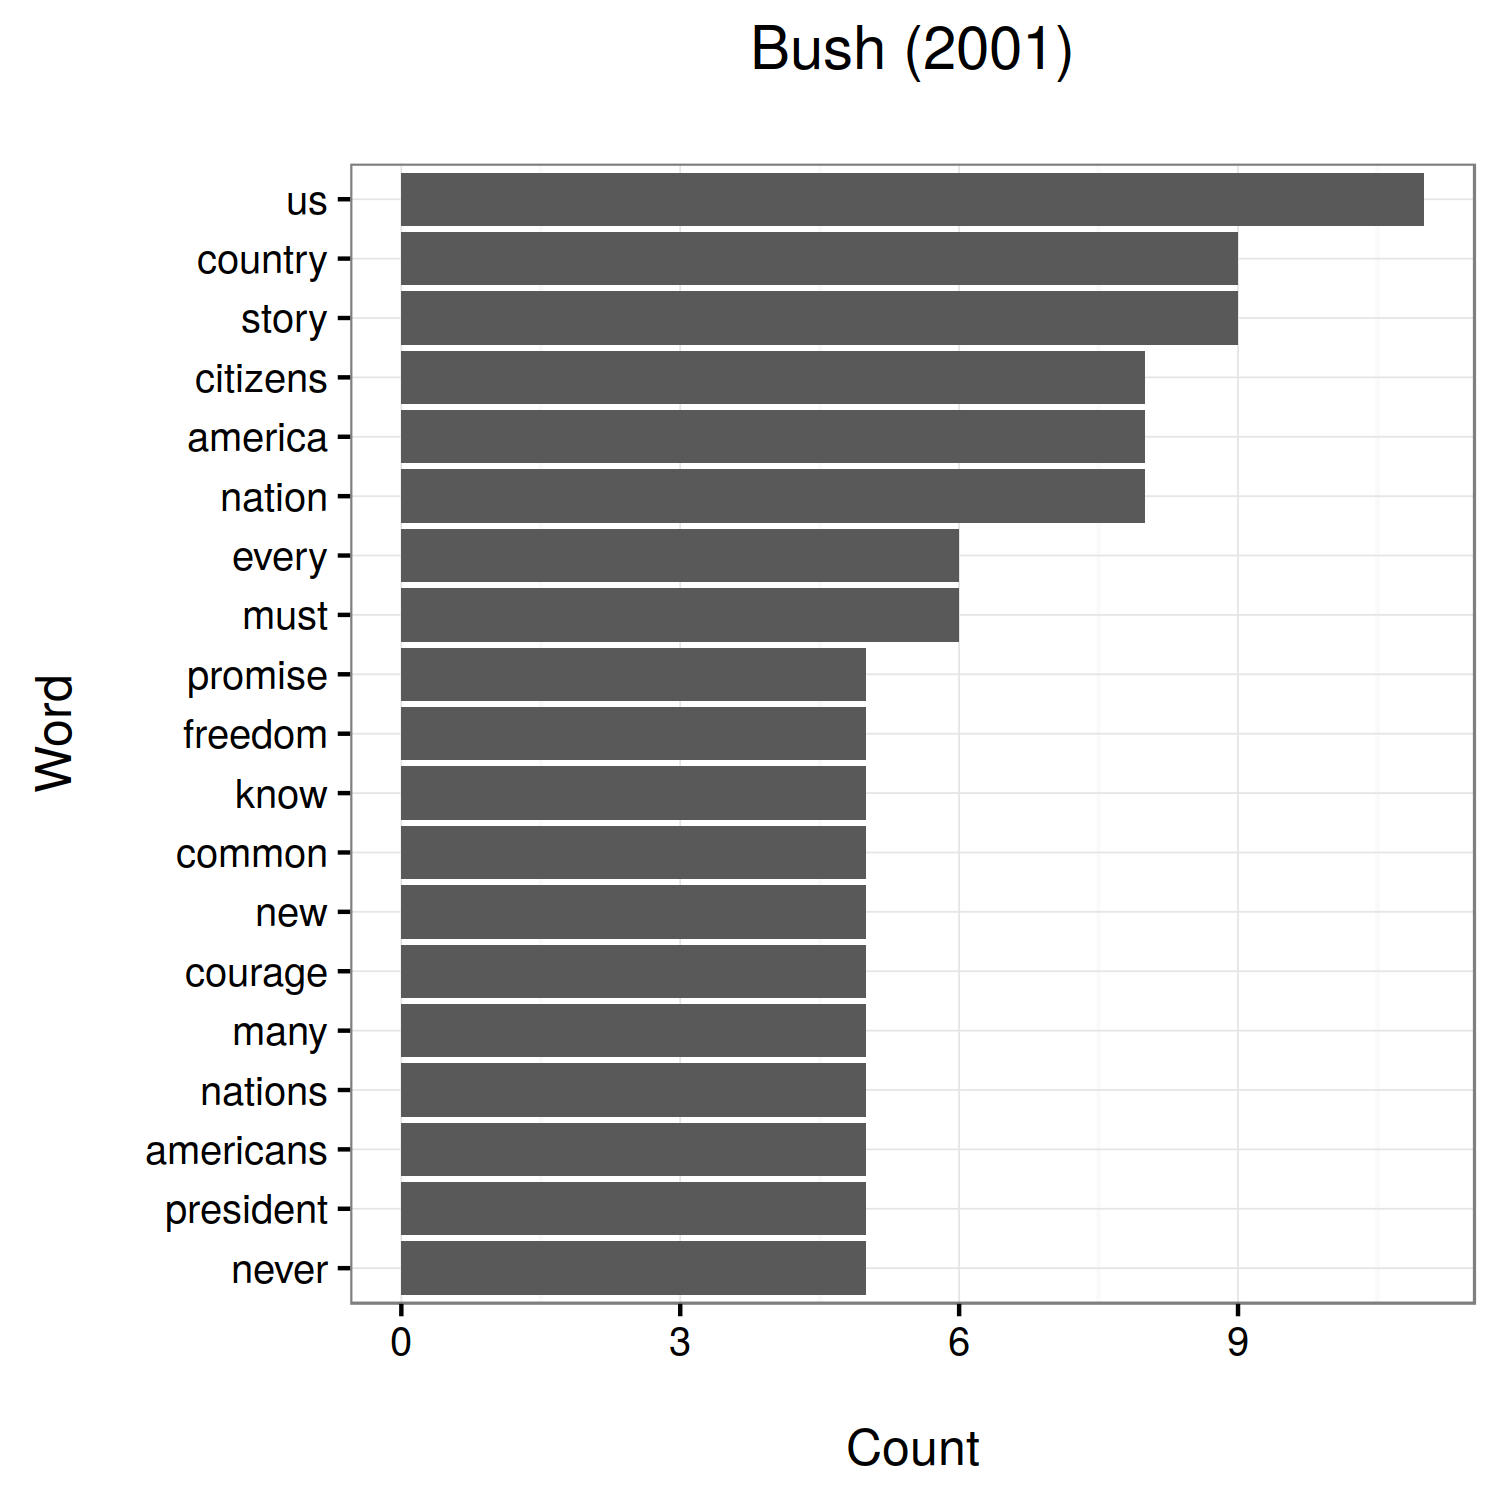 Bush (2001)
us
country
story
citizens
america
nation
every
must
promise
freedom
know
common
new
courage
many
nations
americans
president
never
Word
0 3 6 9
Count